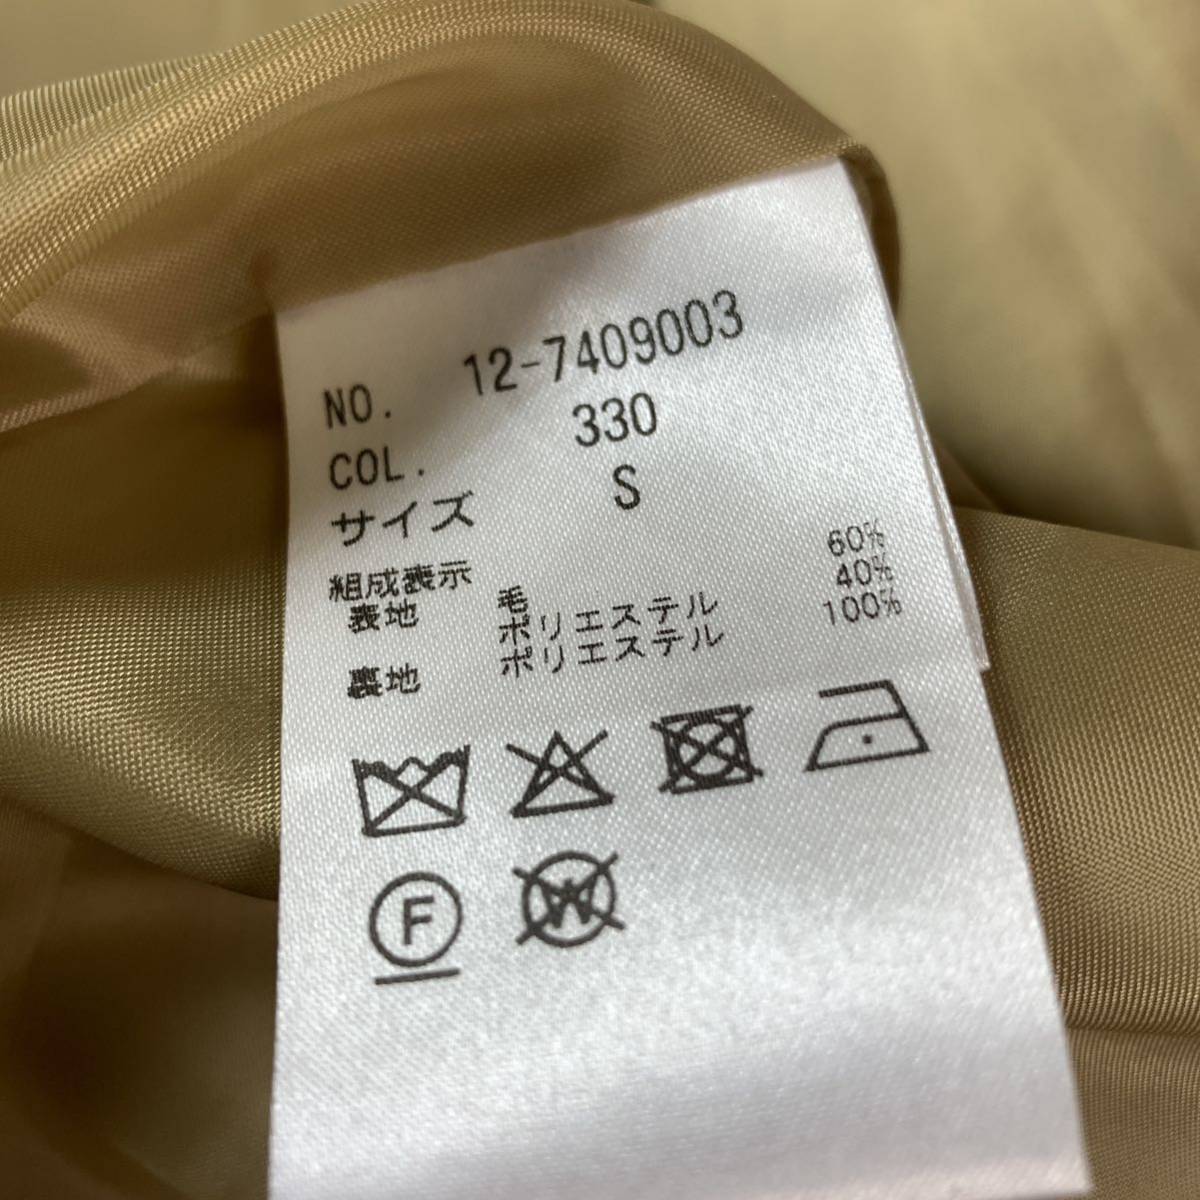 NO. 12-7409003
COL. 330
サイズ S
組成表示
表地 毛 60%
ポリエステル 40%
裏地 ポリエステル 100%
F
W